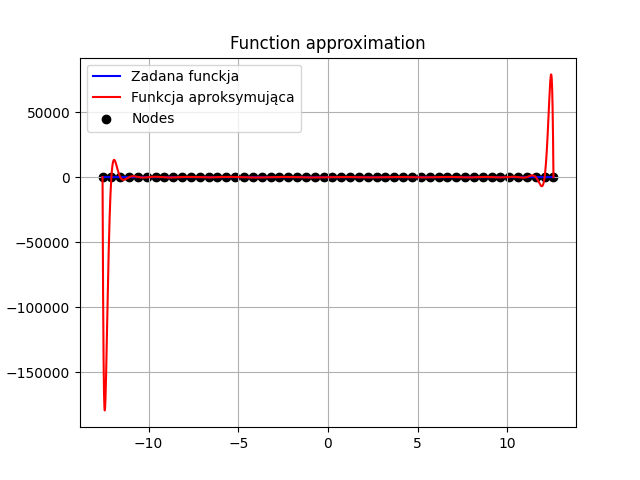 Function approximation
Zadana funckja
Funkcja aproksymująca
Nodes
50000
0
−50000
−100000
−150000
−10
−5
0
5
10